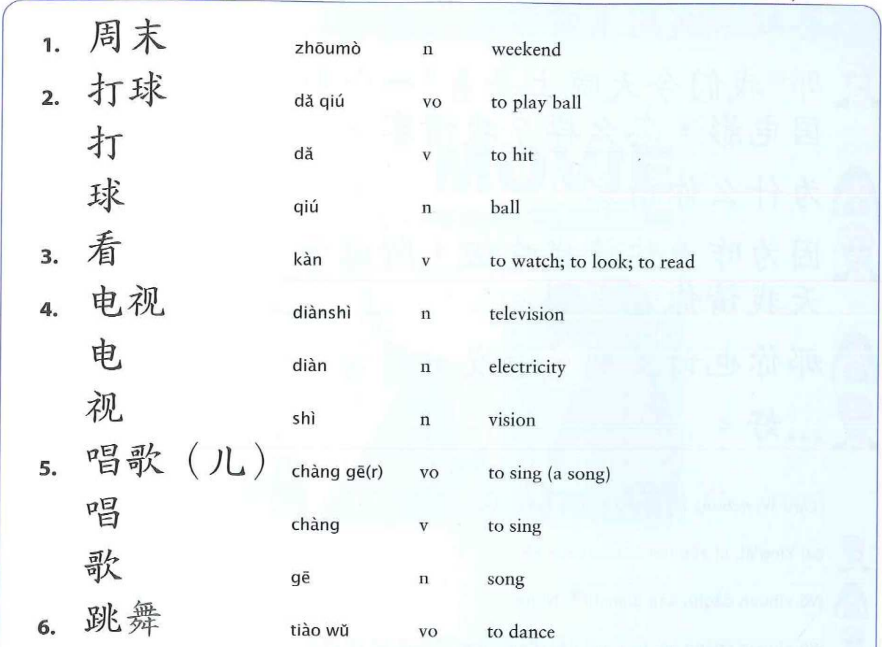 1. 周末 zhōumò n weekend
2. 打球 dǎ qiú vo to play ball
打 dǎ v to hit
球 qiú n ball
3. 看 kàn v to watch; to look; to read
4. 电视 diànshì n television
电 diàn n electricity
视 shì n vision
5. 唱歌（儿） chàng gē(r) vo to sing (a song)
唱 chàng v to sing
歌 gē n song
6. 跳舞 tiào wǔ vo to dance